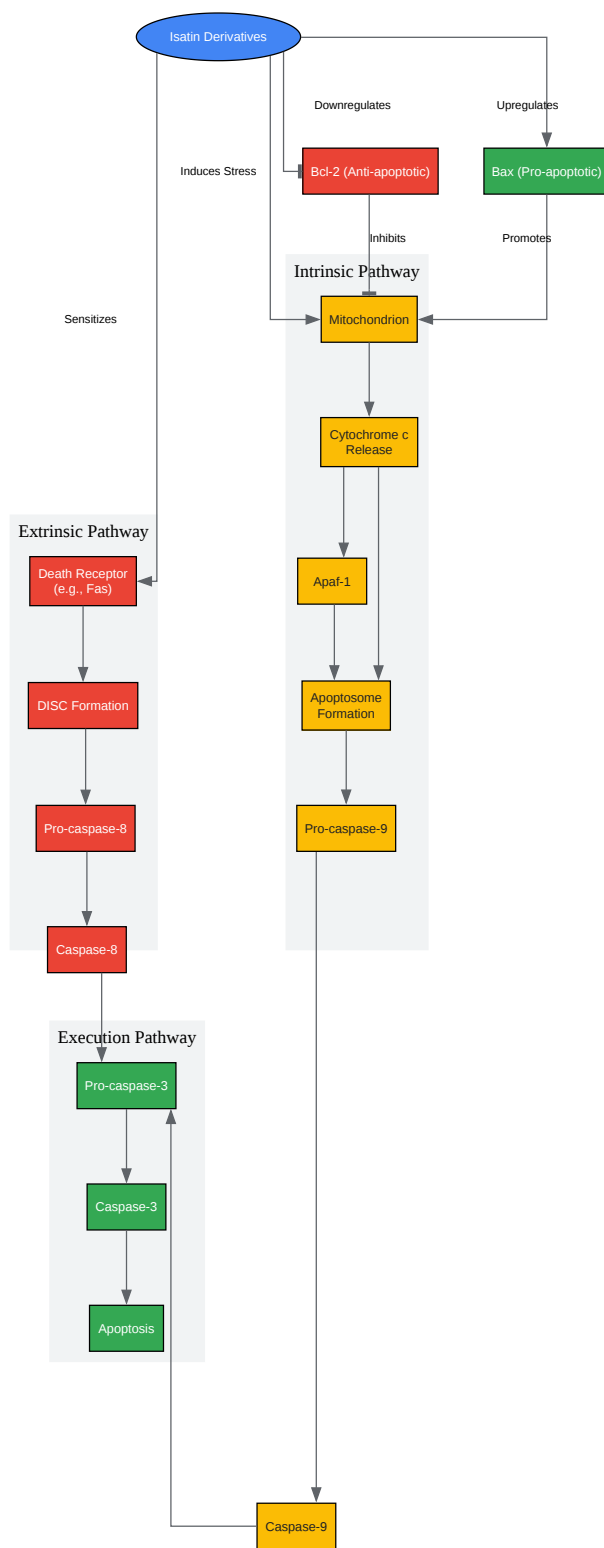 Isatin Derivatives
Downregulates
Upregulates
Induces Stress
Bcl-2 (Anti-apoptotic)
Bax (Pro-apoptotic)
Inhibits
Promotes
Intrinsic Pathway
Sensitizes
Mitochondrion
Cytochrome c
Release
Extrinsic Pathway
Death Receptor
(e.g., Fas)
Apaf-1
DISC Formation
Apoptosome
Formation
Pro-caspase-8
Pro-caspase-9
Caspase-8
Execution Pathway
Pro-caspase-3
Caspase-3
Apoptosis
Caspase-9